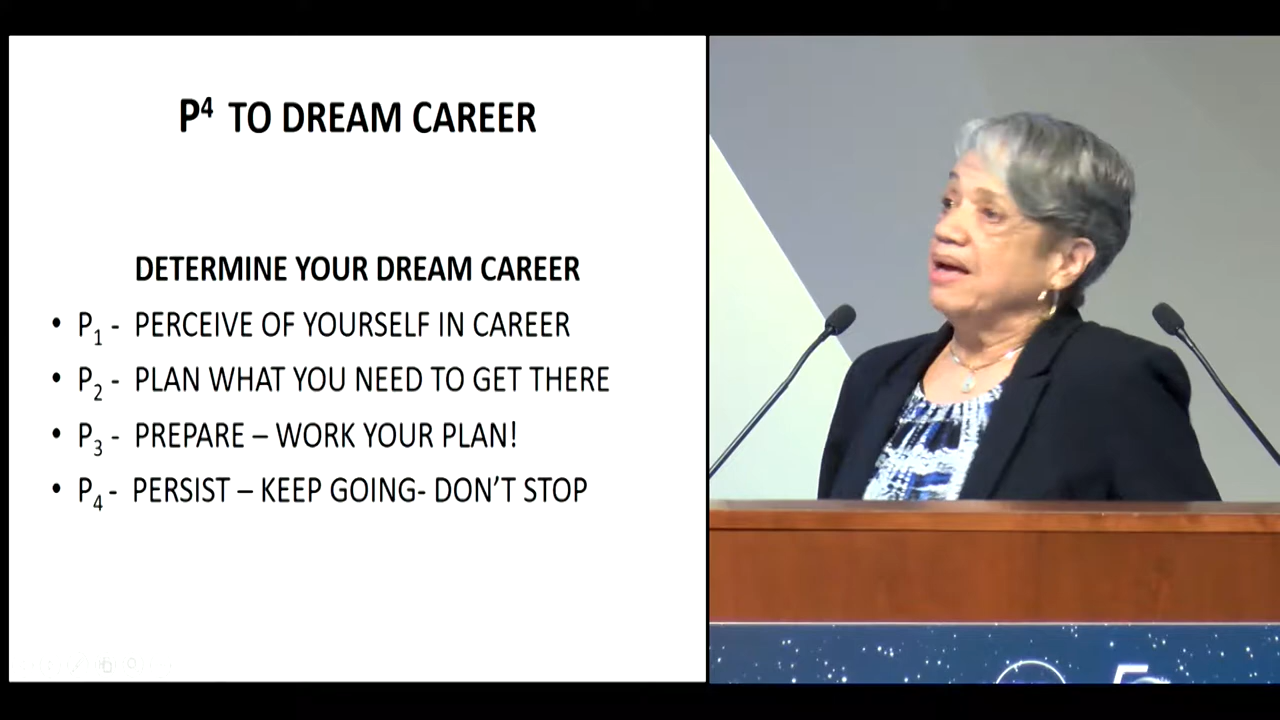 P⁴ TO DREAM CAREER
DETERMINE YOUR DREAM CAREER
• P₁ - PERCEIVE OF YOURSELF IN CAREER
• P₂ - PLAN WHAT YOU NEED TO GET THERE
• P₃ - PREPARE – WORK YOUR PLAN!
• P₄ - PERSIST – KEEP GOING- DON’T STOP